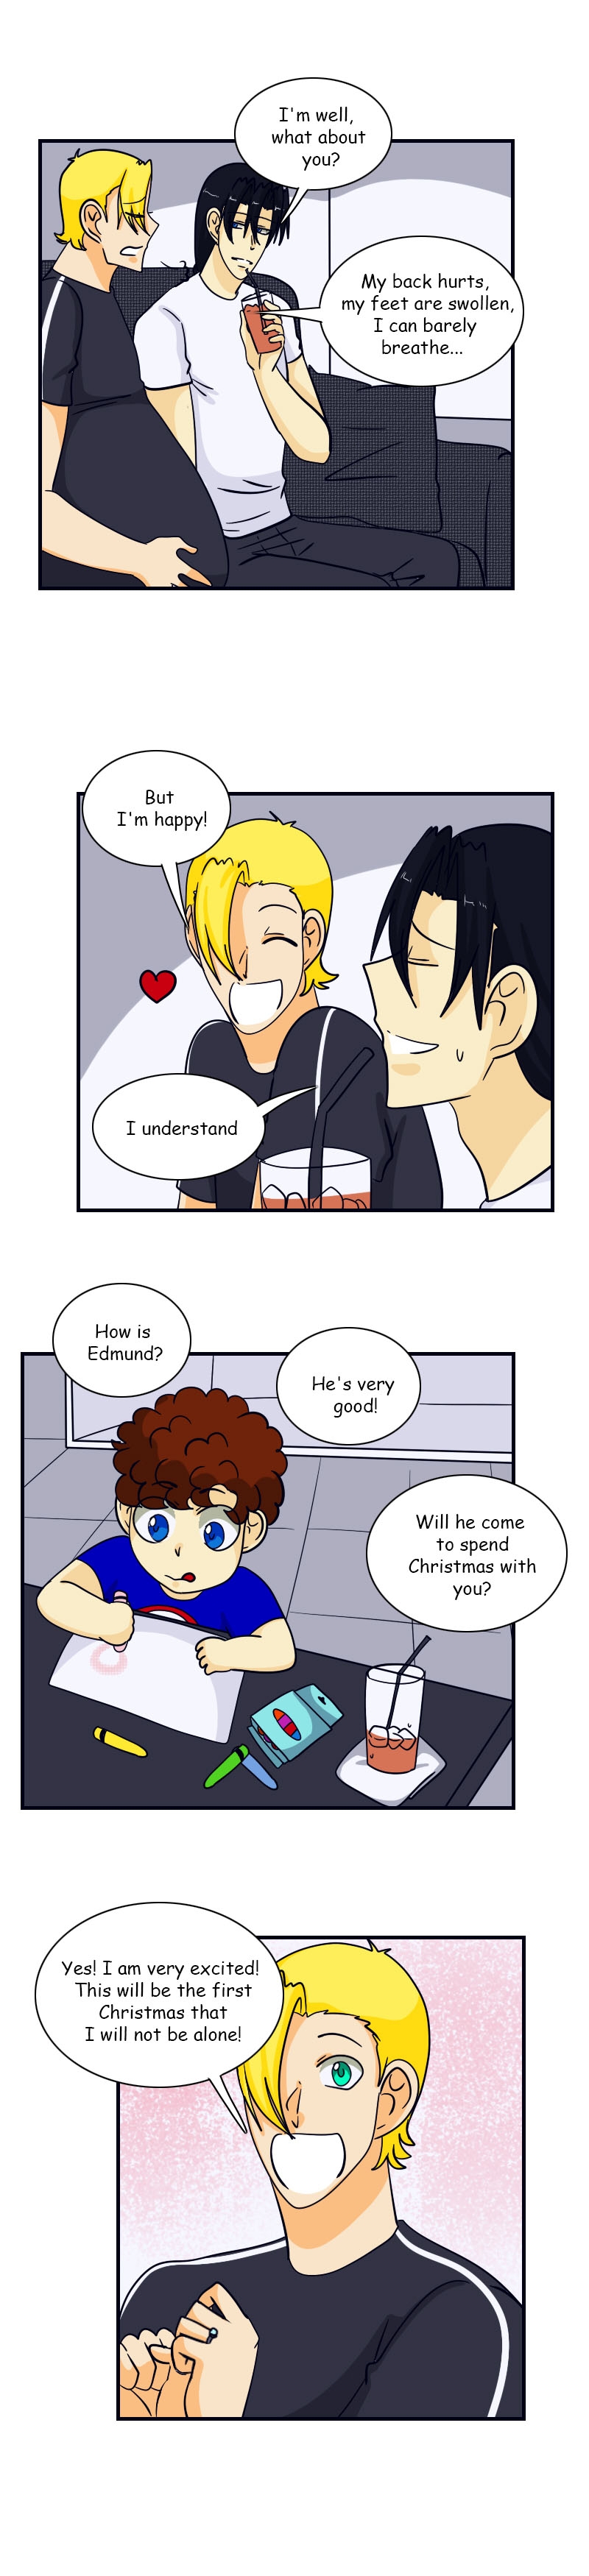 I'm well,
what about
you?
My back hurts,
my feet are swollen,
I can barely
breathe...
But
I'm happy!
I understand
How is
Edmund?
He's very
good!
Will he come
to spend
Christmas with
you?
Yes! I am very excited!
This will be the first
Christmas that
I will not be alone!